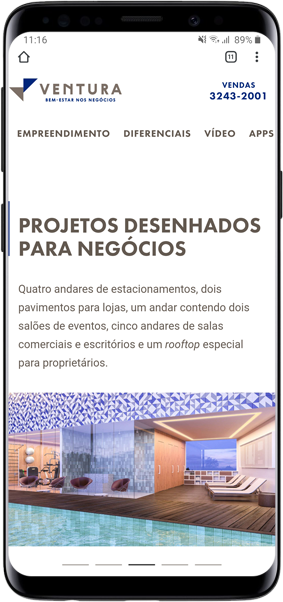 11:16
89%
11
VENTURA
BEM-ESTAR NOS NEGÓCIOS
VENDAS
3243-2001
EMPREENDIMENTO DIFERENCIAIS VÍDEO APPS
PROJETOS DESENHADOS
PARA NEGÓCIOS
Quatro andares de estacionamentos, dois
pavimentos para lojas, um andar contendo dois
salões de eventos, cinco andares de salas
comerciais e escritórios e um rooftop especial
para proprietários.